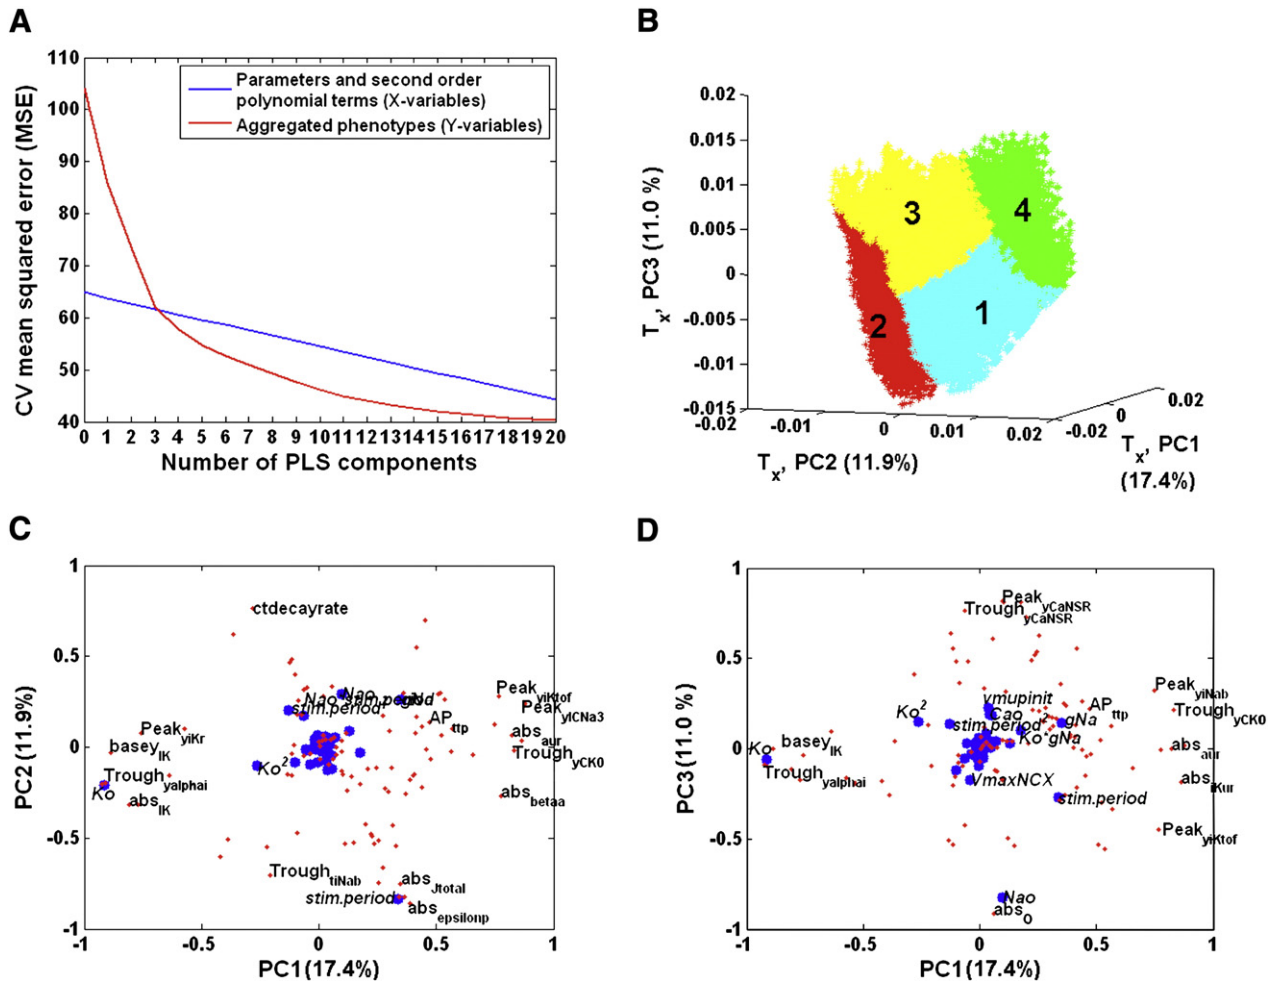 A
110
100
90
80
70
60
50
40
CV mean squared error (MSE)
Parameters and second order
polynomial terms (X-variables)
Aggregated phenotypes (Y-variables)
0 1 2 3 4 5 6 7 8 9 10 11 12 13 14 15 16 17 18 19 20
Number of PLS components
B
0.02
0.015
0.01
0.005
0
-0.005
-0.01
-0.015
Tx, PC3 (11.0 %)
3
4
1
2
-0.02 -0.01 0 0.01 0.02
Tx, PC2 (11.9%)
-0.02 0 0.02
Tx, PC1
(17.4%)
C
1
0.5
0
-0.5
-1
PC2 (11.9%)
ctdecayrate
Nao
stim.period
Peak yiKtof
Peak yICNa3
AP ttp
abs aur
Trough yCK0
abs betaa
Peak yiKr
basey IK
Trough yalphai
Ko
abs IK
Ko2
Trough tiNab
stim.period
abs Jtotal
abs epsilonp
-1 -0.5 0 0.5 1
PC1 (17.4%)
D
1
0.5
0
-0.5
-1
PC3 (11.0 %)
Peak yCaNSR
Trough yCaNSR
Peak yiNab
Trough yCK0
AP ttp
vmupinit
Cao
stim.period2
gNa
Ko*gNa
Ko2
Ko
basey IK
Trough yalphai
abs aur
abs iKur
VmaxNCX
stim.period
Peak yiKtof
Nao
abs O
-1 -0.5 0 0.5 1
PC1 (17.4%)